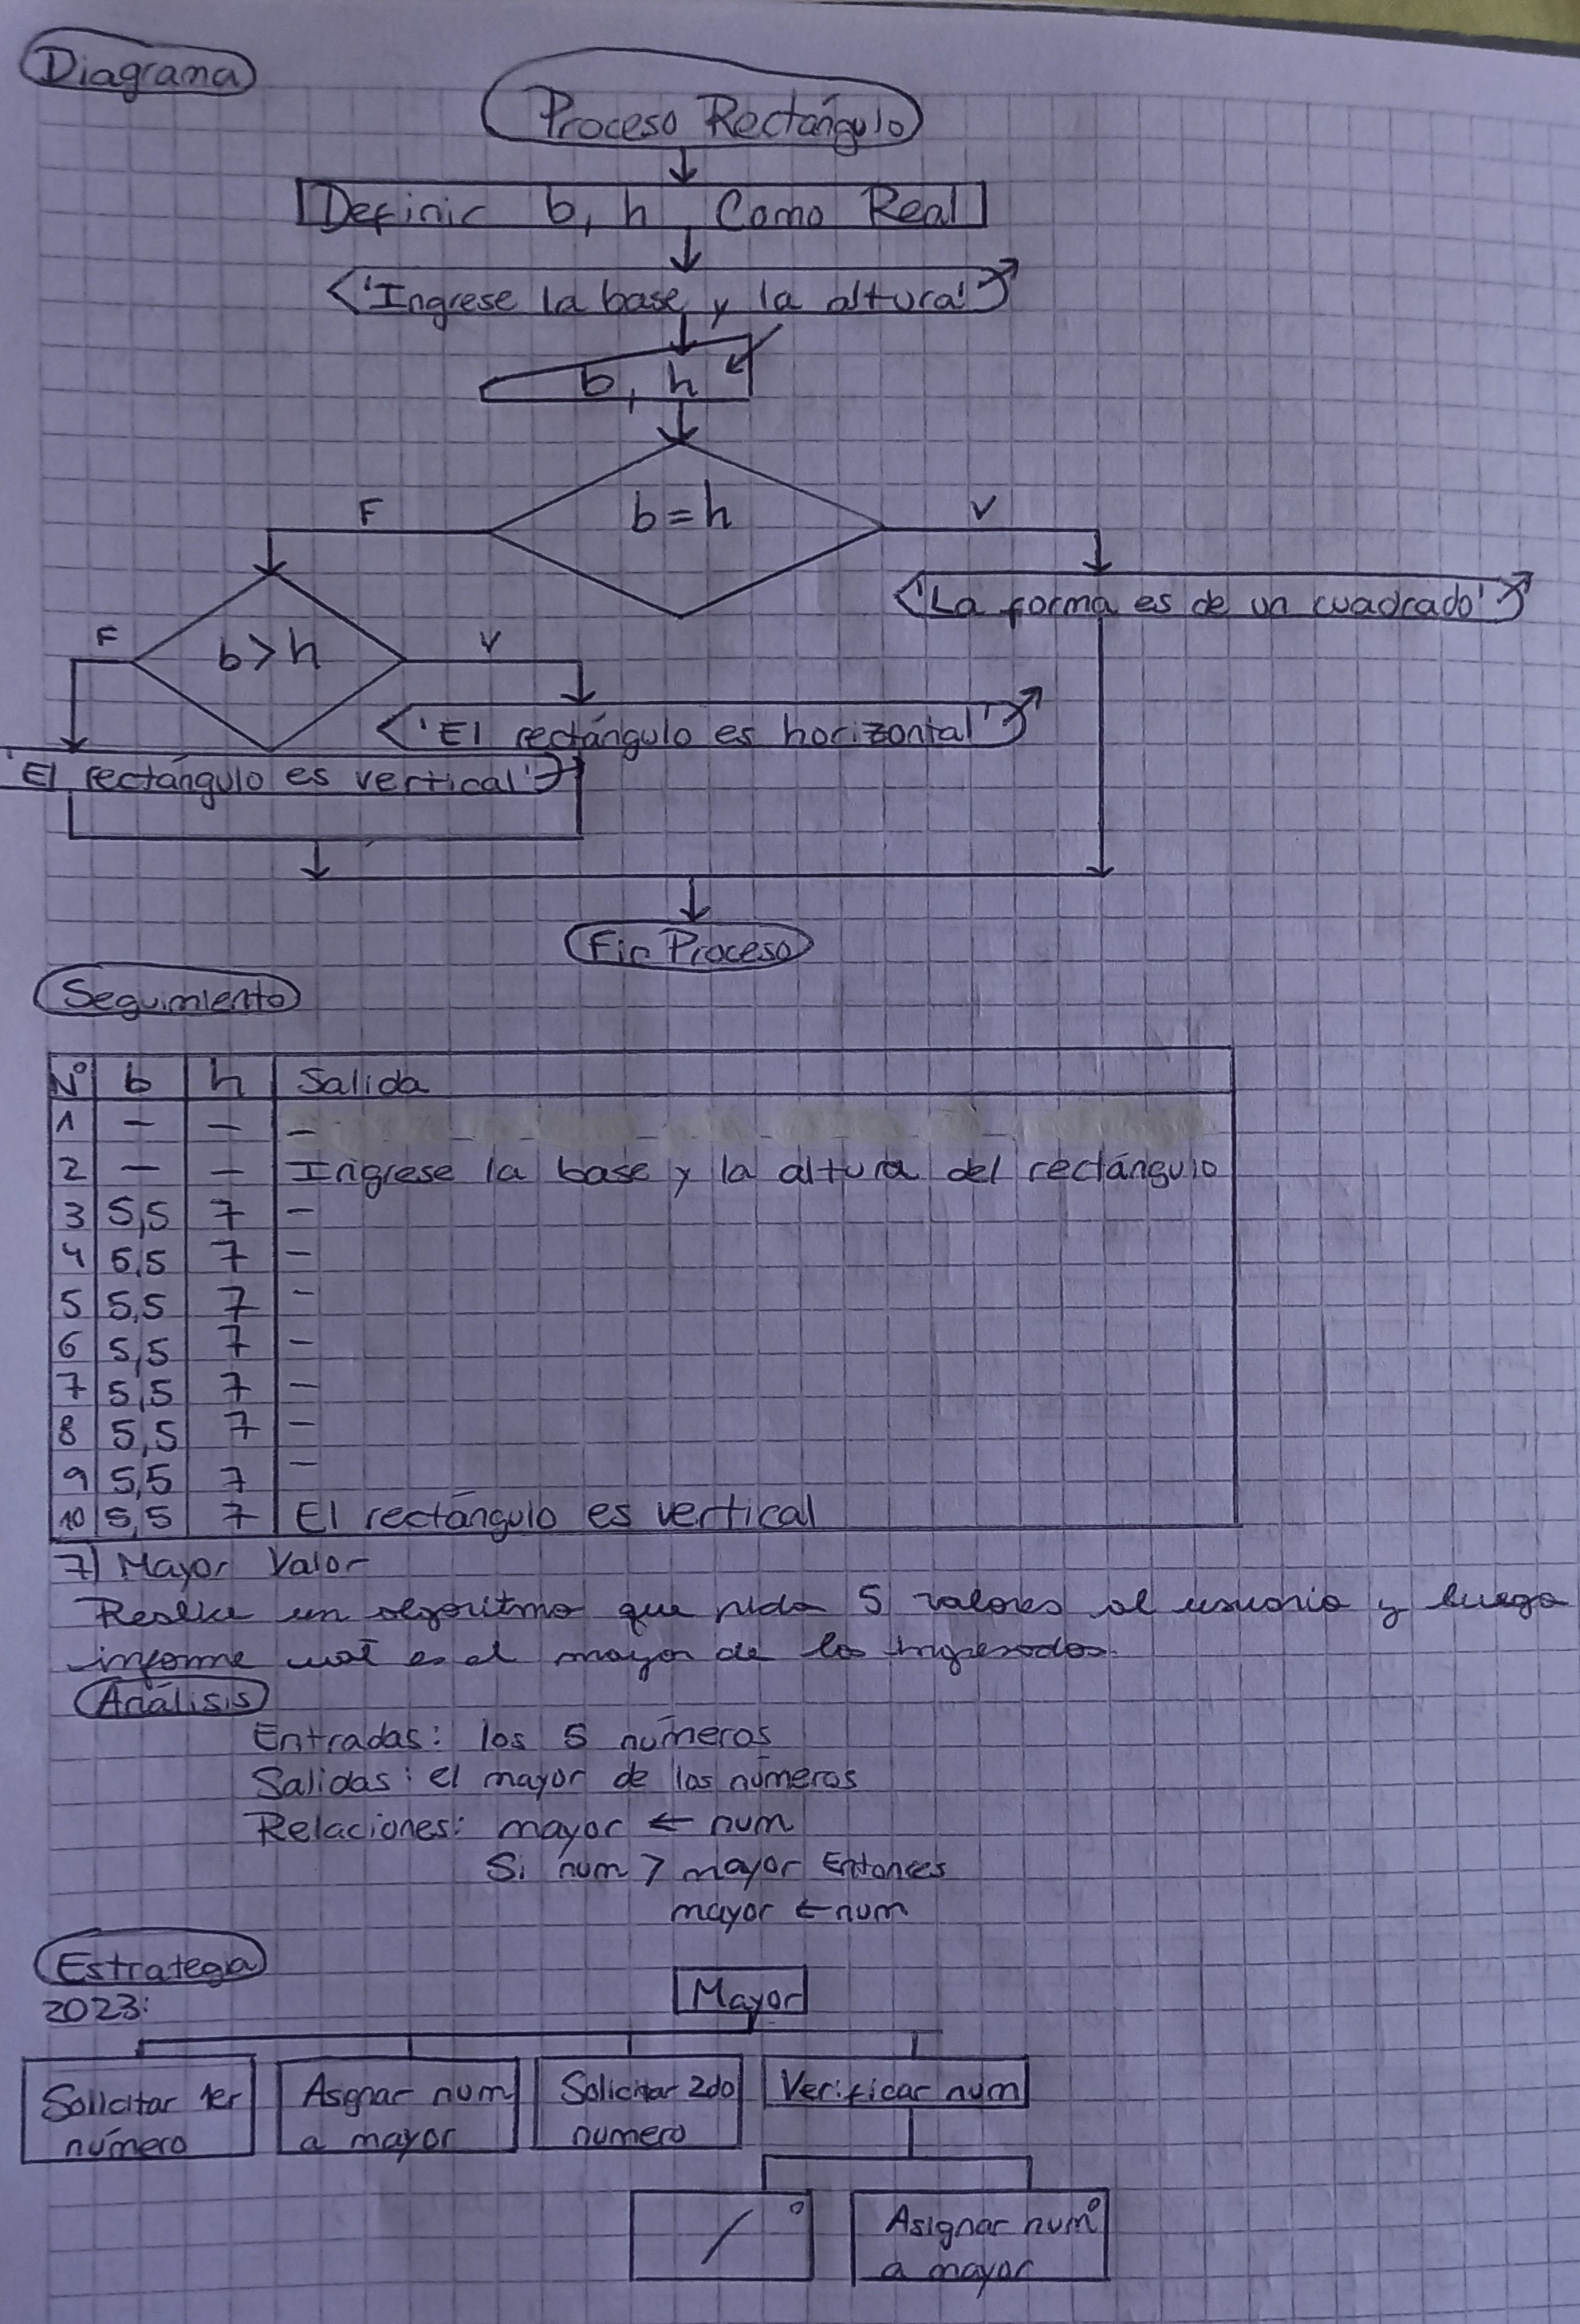 Diagrama
Proceso Rectángulo
Definir b, h Como Real
'Ingrese la base y la altura'
b, h
b = h
F
V
'La forma es de un cuadrado'
b > h
F
V
'El rectángulo es horizontal'
'El rectángulo es vertical'
Fin Proceso
Seguimiento
N° b h Salida
1 — — —
2 — — Ingrese la base y la altura del rectángulo
3 5,5 7 —
4 5,5 7 —
5 5,5 7 —
6 5,5 7 —
7 5,5 7 —
8 5,5 7 —
9 5,5 7 —
10 5,5 7 El rectángulo es vertical
7) Mayor Valor
Realice un algoritmo que pida 5 valores al usuario y luego
informe cuál es el mayor de los ingresados.
Análisis
Entradas: los 5 números
Salidas: el mayor de los números
Relaciones: mayor ← num
Si num > mayor Entonces
mayor ← num
Estrategia
2023:
Mayor
Solicitar 1er
número
Asignar num
a mayor
Solicitar 2do
numero
Verificar num
/ °
Asignar num °
a mayor